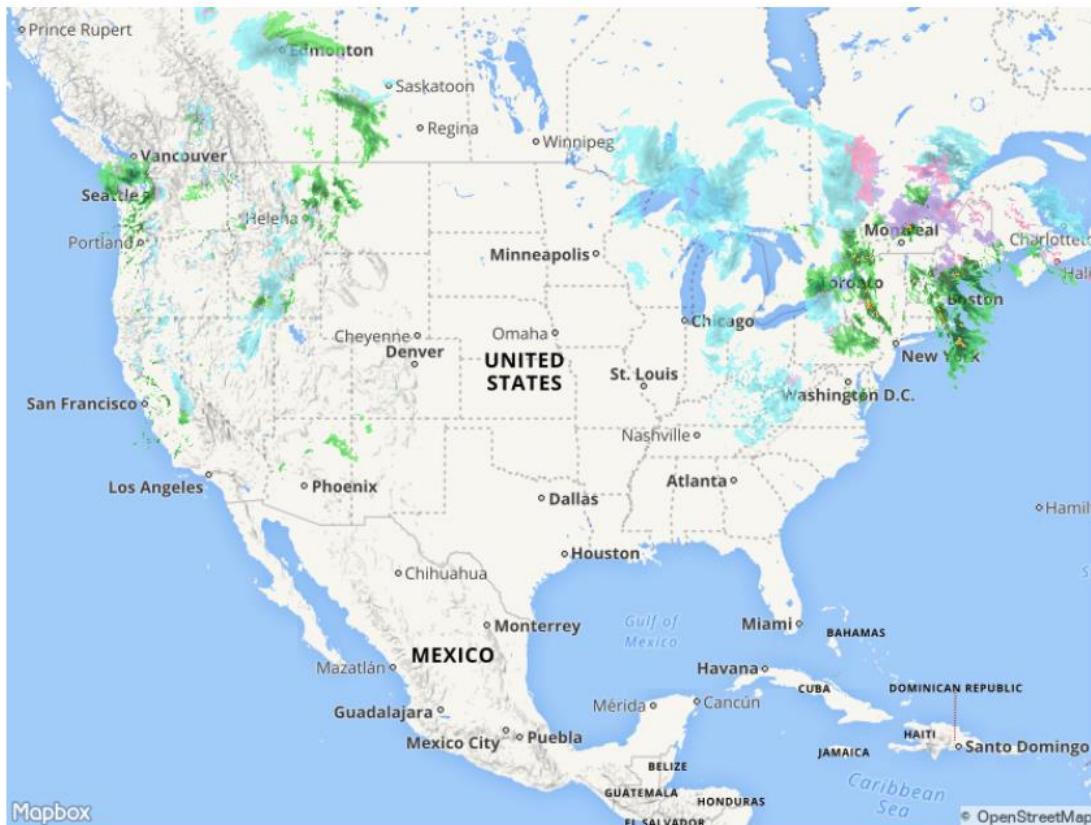 Prince Rupert
Edmonton
Saskatoon
Regina
Winnipeg
Vancouver
Seattle
Helena
Portland
Montreal
Charlottet
Hali
Minneapolis
Toronto
Boston
Chicago
Cheyenne
Omaha
New York
Denver
UNITED
STATES
St. Louis
San Francisco
Washington D.C.
Nashville
Los Angeles
Phoenix
Atlanta
Dallas
Hamil
Houston
Chihuahua
Monterrey
Gulf of
Mexico
Miami
BAHAMAS
MEXICO
Mazatlán
Havana
CUBA
DOMINICAN REPUBLIC
Guadalajara
Mérida
Cancún
Mexico City
Puebla
HAITI
JAMAICA
Santo Domingo
BELIZE
GUATEMALA
HONDURAS
Caribbean
Sea
EL SALVADOR
Mapbox
© OpenStreetMap